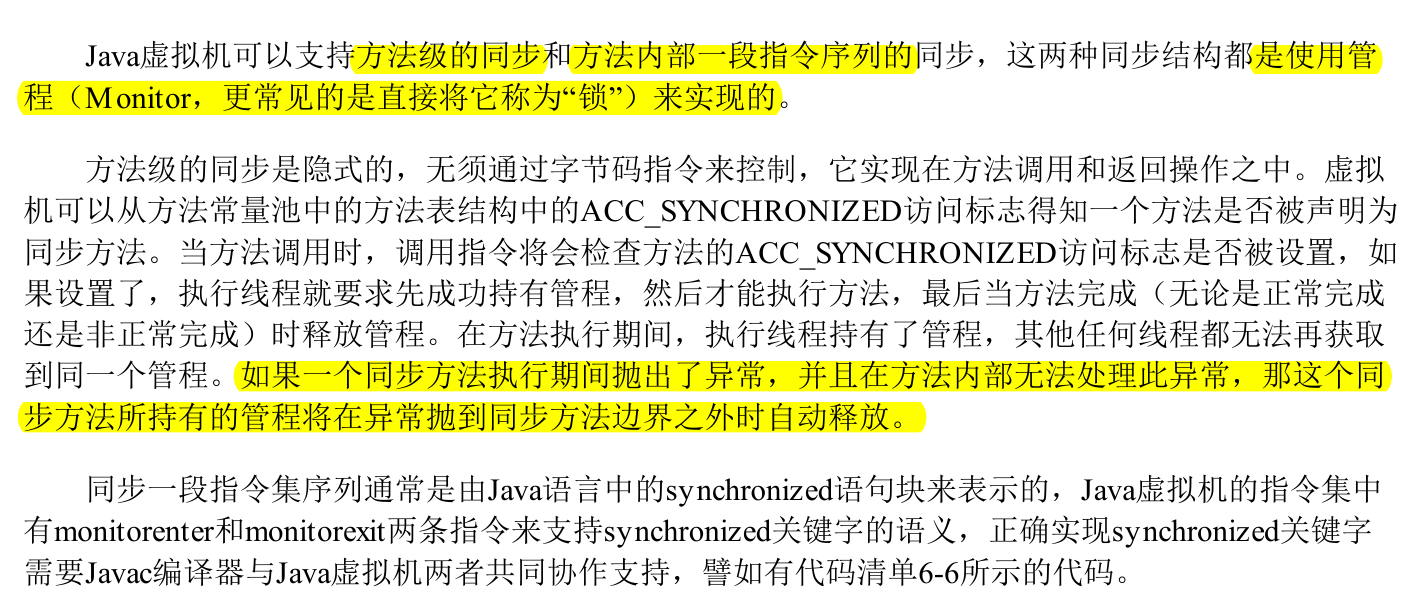 Java虚拟机可以支持方法级的同步和方法内部一段指令序列的同步，这两种同步结构都是使用管
程（Monitor，更常见的是直接将它称为“锁”）来实现的。
方法级的同步是隐式的，无须通过字节码指令来控制，它实现在方法调用和返回操作之中。虚拟
机可以从方法常量池中的方法表结构中的ACC_SYNCHRONIZED访问标志得知一个方法是否被声明为
同步方法。当方法调用时，调用指令将会检查方法的ACC_SYNCHRONIZED访问标志是否被设置，如
果设置了，执行线程就要求先成功持有管程，然后才能执行方法，最后当方法完成（无论是正常完成
还是非正常完成）时释放管程。在方法执行期间，执行线程持有了管程，其他任何线程都无法再获取
到同一个管程。如果一个同步方法执行期间抛出了异常，并且在方法内部无法处理此异常，那这个同
步方法所持有的管程将在异常抛到同步方法边界之外时自动释放。
同步一段指令集序列通常是由Java语言中的synchronized语句块来表示的，Java虚拟机的指令集中
有monitorenter和monitorexit两条指令来支持synchronized关键字的语义，正确实现synchronized关键字
需要Javac编译器与Java虚拟机两者共同协作支持，譬如有代码清单6-6所示的代码。